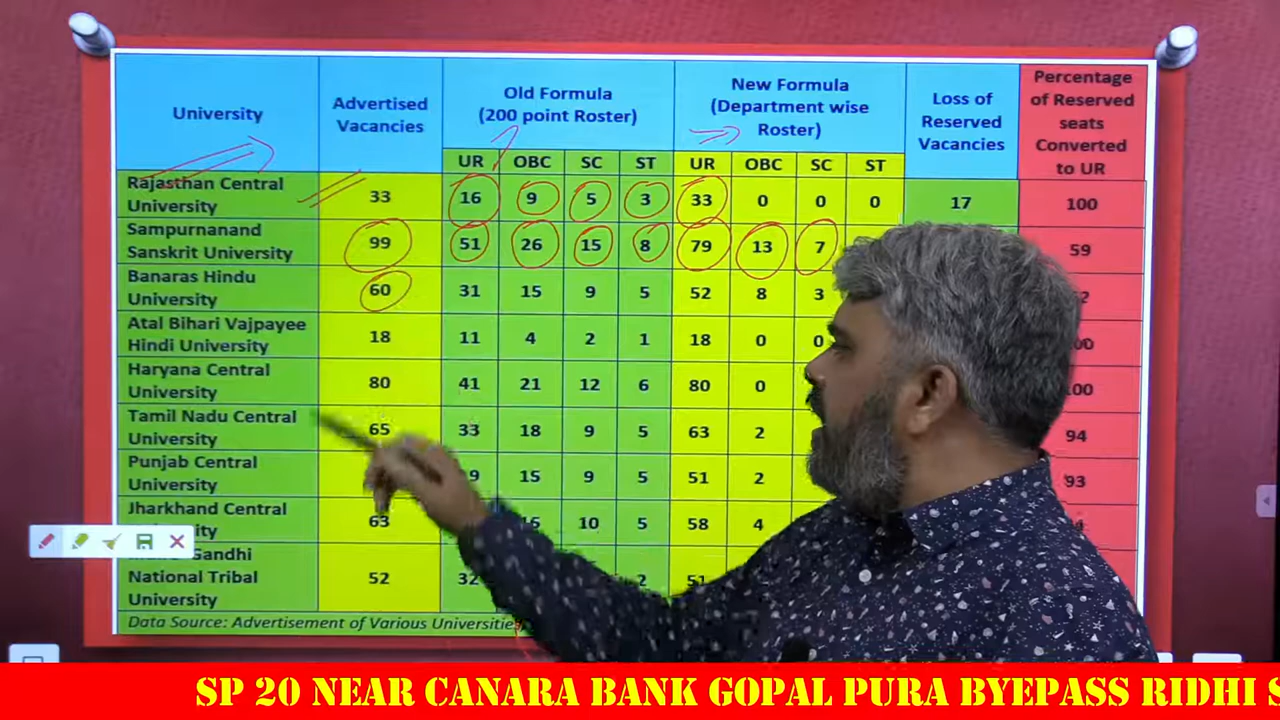 University
Advertised
Vacancies
Old Formula
(200 point Roster)
New Formula
(Department wise
Roster)
Loss of
Reserved
Vacancies
Percentage
of Reserved
seats
Converted
to UR
UR OBC SC ST UR OBC SC ST
Rajasthan Central
University
33 16 9 5 3 33 0 0 0 17 100
Sampurnanand
Sanskrit University
99 51 26 15 8 79 13 7 59
Banaras Hindu
University
60 31 15 9 5 52 8 3
Atal Bihari Vajpayee
Hindi University
18 11 4 2 1 18 0 0
Haryana Central
University
80 41 21 12 6 80 0
Tamil Nadu Central
University
65 33 18 9 5 63 2 94
Punjab Central
University
15 9 5 51 2 93
Jharkhand Central
63 10 5 58 4
Gandhi
National Tribal
University
52 32 2 51
Data Source: Advertisement of Various Universities
SP 20 NEAR CANARA BANK GOPAL PURA BYEPASS RIDHI S